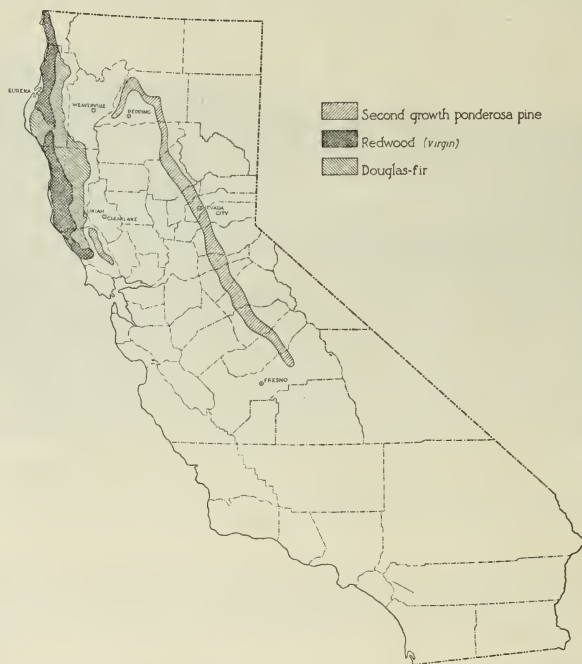 EUREKA
WEAVERVILLE
REDDING
Second growth ponderosa pine
Redwood (virgin)
Douglas-fir
UKIAH
CLEARLAKE
NEVADA
CITY
FRESNO